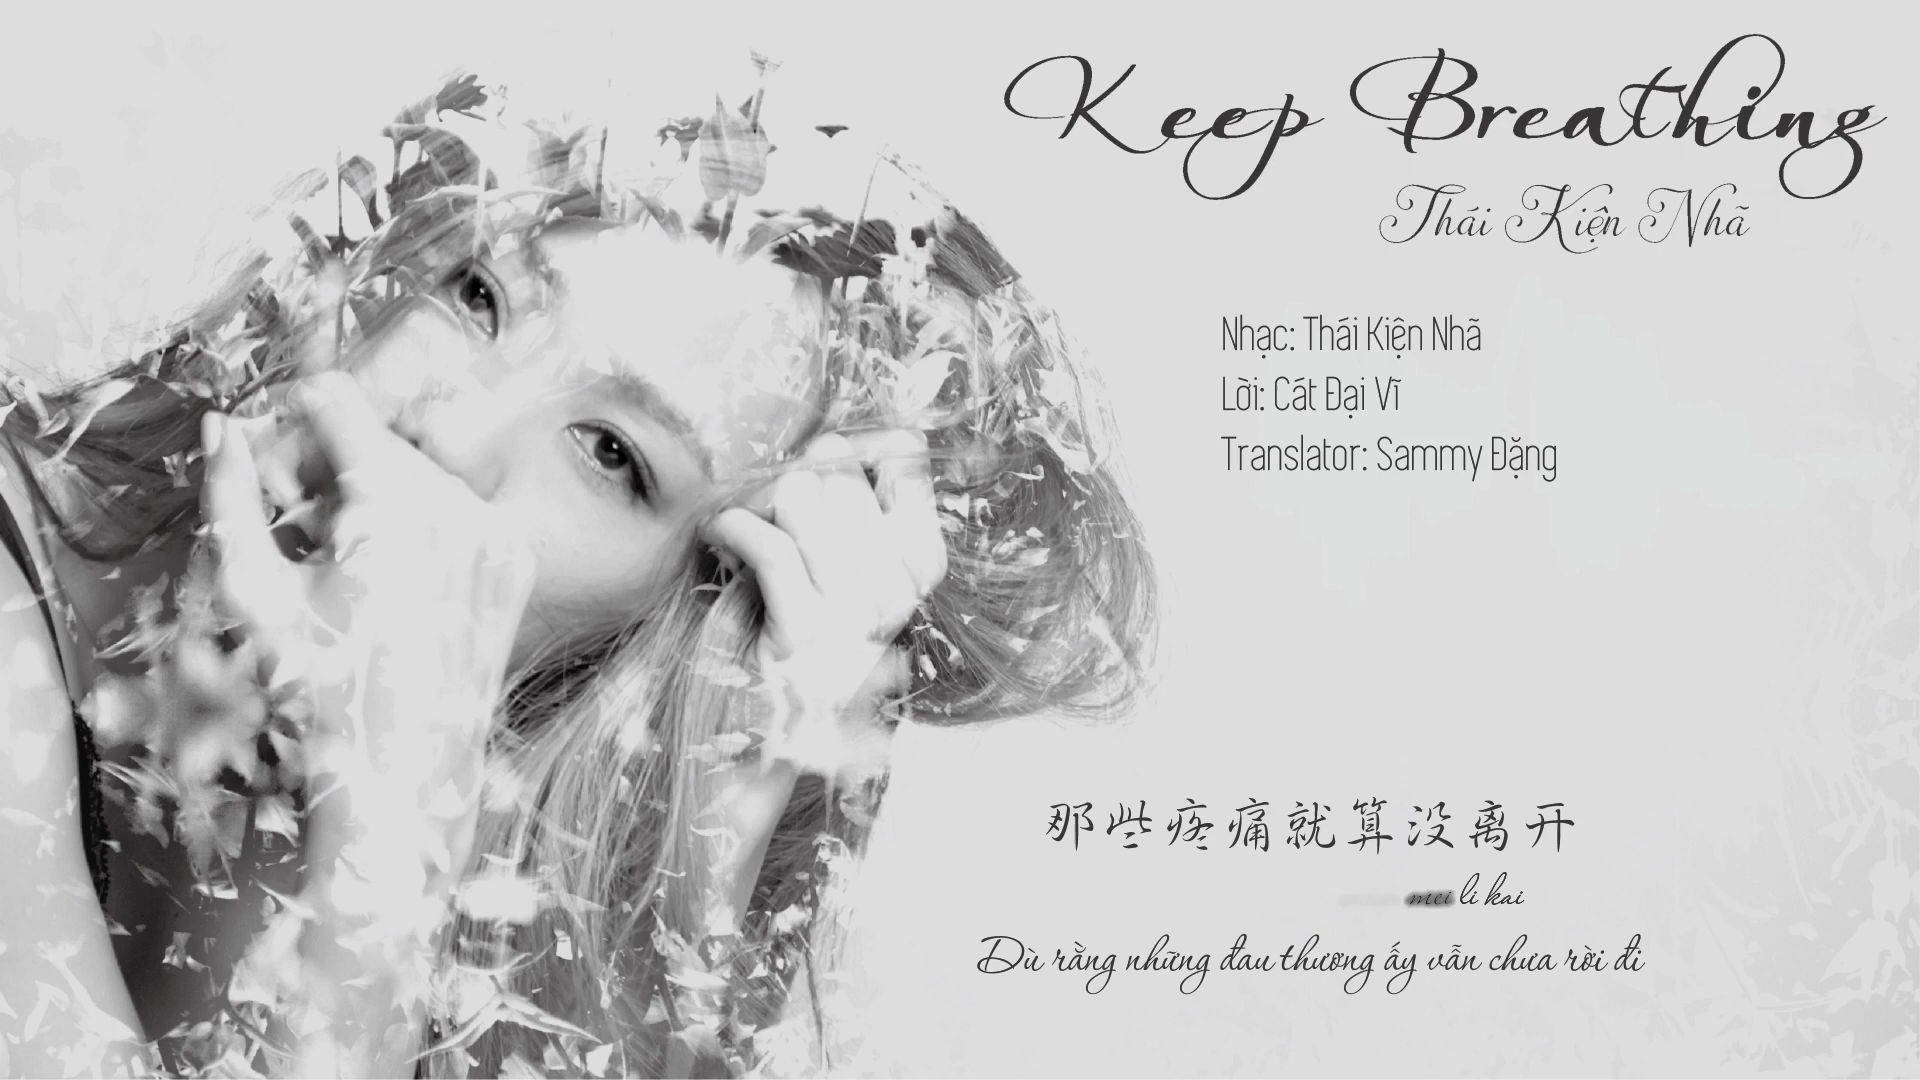 Keep Breathing
Thái Kiện Nhã
Nhạc: Thái Kiện Nhã
Lời: Cát Đại Vĩ
Translator: Sammy Đặng
那些疼痛就算没离开
mei li kai
Dù rằng những đau thương ấy vẫn chưa rời đi